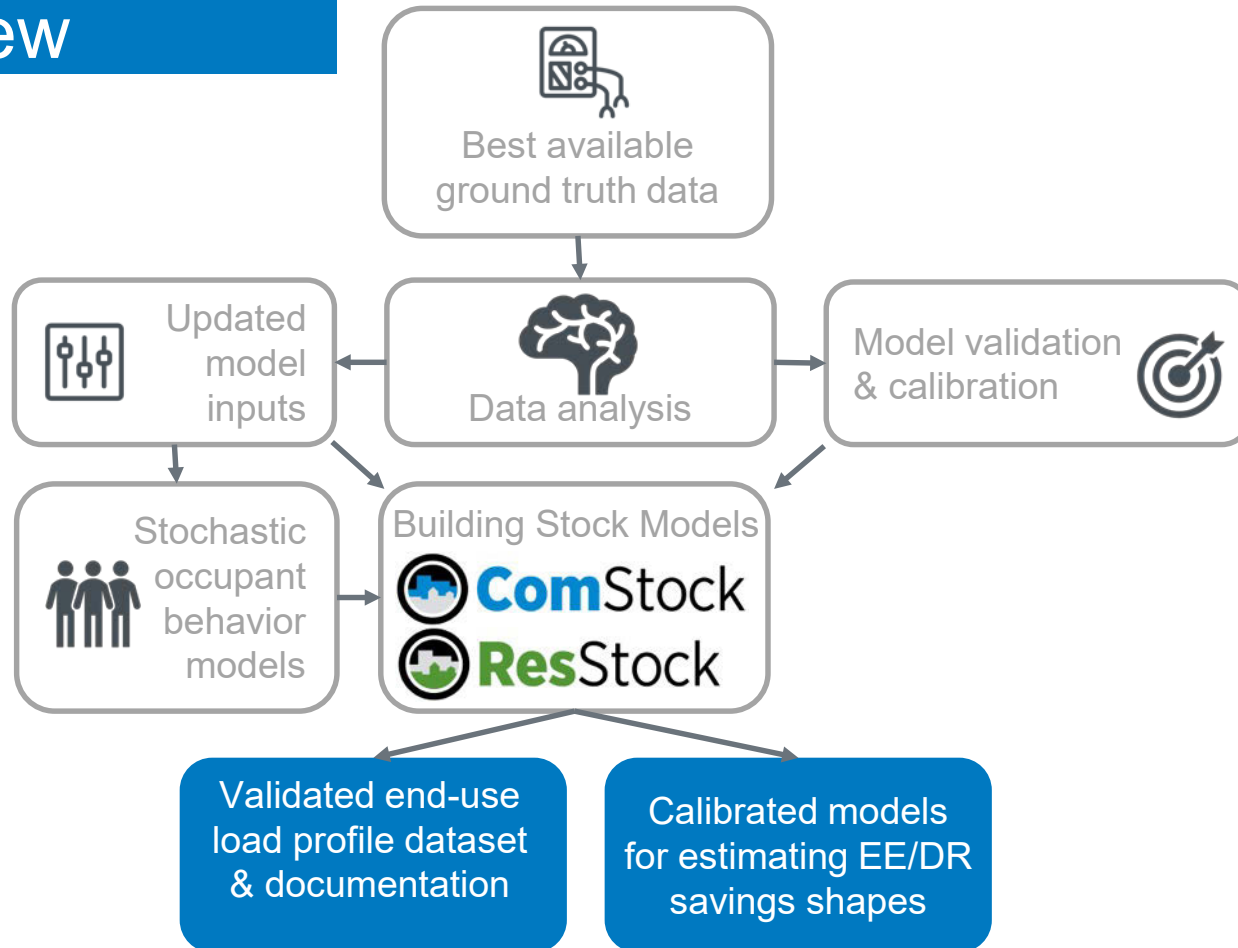 ew
Best available
ground truth data
Updated
model
inputs
Data analysis
Model validation
& calibration
Stochastic
occupant
behavior
models
Building Stock Models
ComStock
ResStock
Validated end-use
load profile dataset
& documentation
Calibrated models
for estimating EE/DR
savings shapes